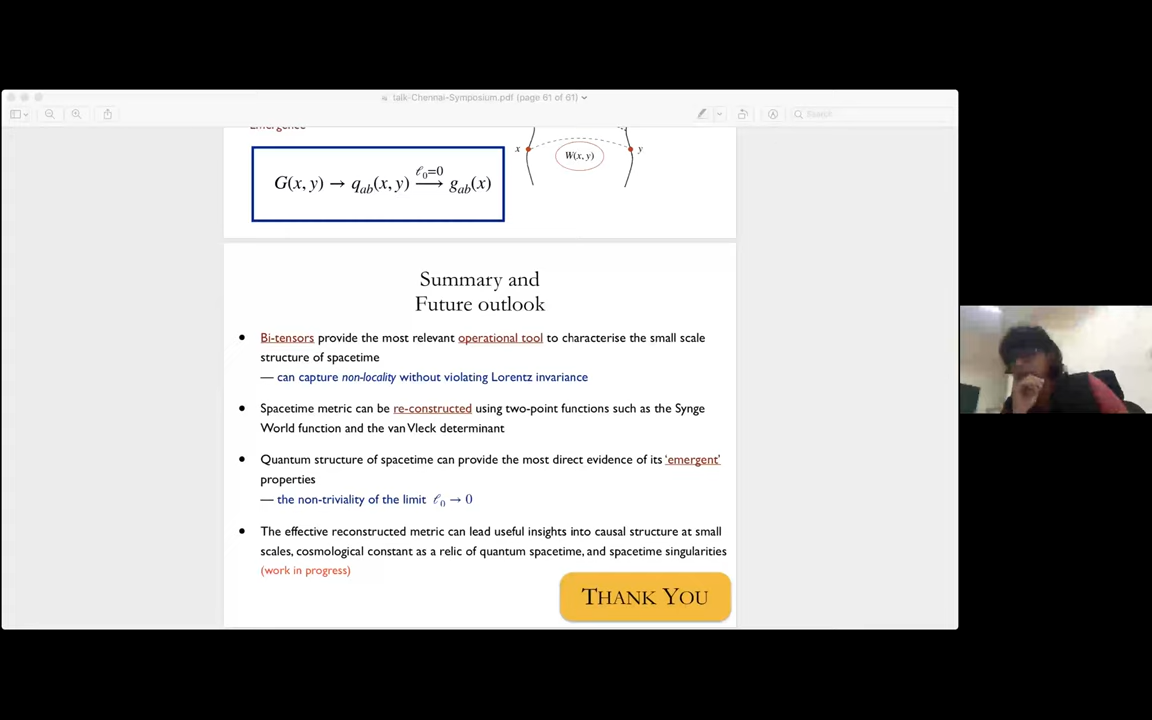 talk-Chennai-Symposium.pdf (page 61 of 61)
Search
Emergence
G(x, y) → q_ab(x, y) ⟶ g_ab(x)
ℓ₀=0
x
W(x, y)
y
Summary and
Future outlook
• Bi-tensors provide the most relevant operational tool to characterise the small scale
structure of spacetime
— can capture non-locality without violating Lorentz invariance
• Spacetime metric can be re-constructed using two-point functions such as the Synge
World function and the van Vleck determinant
• Quantum structure of spacetime can provide the most direct evidence of its 'emergent'
properties
— the non-triviality of the limit ℓ₀ → 0
• The effective reconstructed metric can lead useful insights into causal structure at small
scales, cosmological constant as a relic of quantum spacetime, and spacetime singularities
(work in progress)
THANK YOU